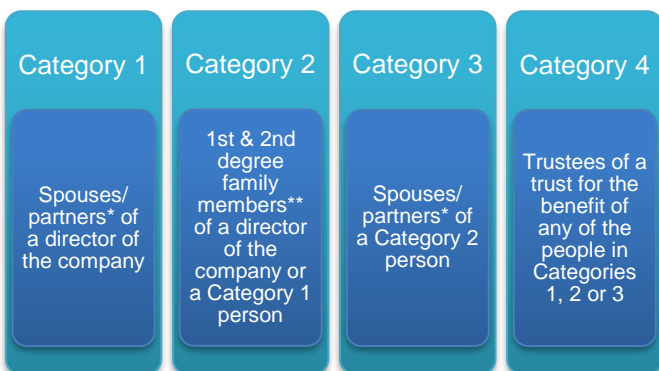 Category 1
Spouses/
partners* of
a director of
the company
Category 2
1st & 2nd
degree
family
members**
of a director
of the
company or
a Category 1
person
Category 3
Spouses/
partners* of
a Category 2
person
Category 4
Trustees of a
trust for the
benefit of
any of the
people in
Categories
1, 2 or 3